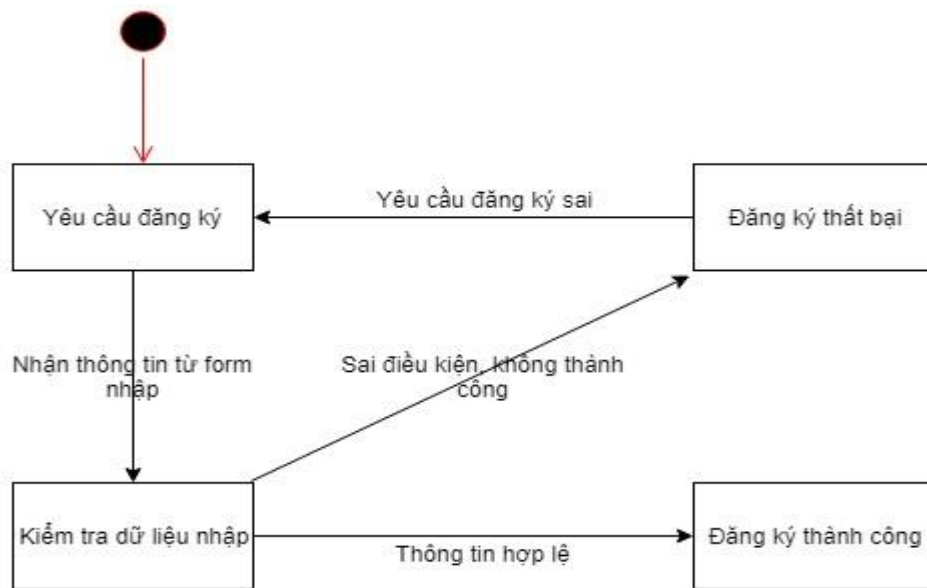 Yêu cầu đăng ký
Yêu cầu đăng ký sai
Đăng ký thất bại
Nhận thông tin từ form
nhập
Sai điều kiện, không thành
công
Kiểm tra dữ liệu nhập
Thông tin hợp lệ
Đăng ký thành công